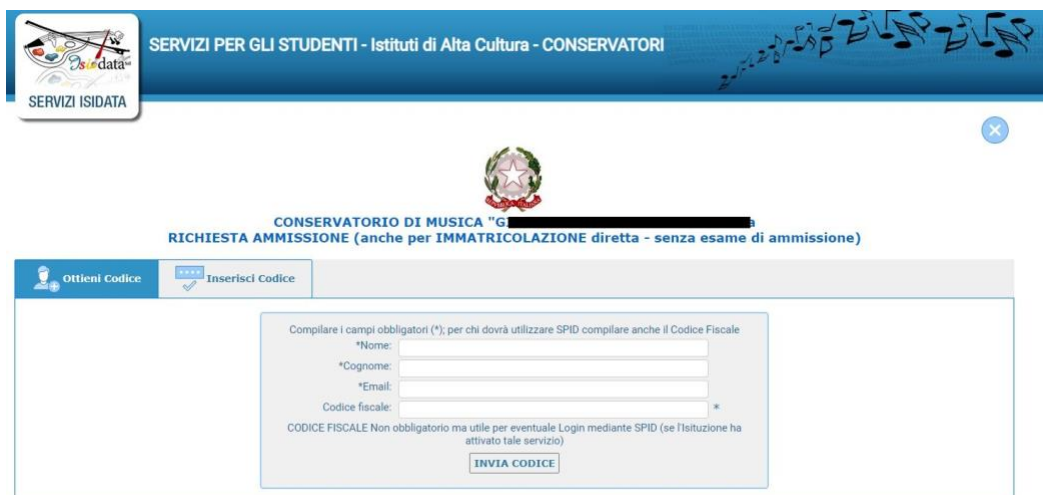 SERVIZI PER GLI STUDENTI - Istituti di Alta Cultura - CONSERVATORI
Isidata
SERVIZI ISIDATA
CONSERVATORIO DI MUSICA
RICHIESTA AMMISSIONE (anche per IMMATRICOLAZIONE diretta - senza esame di ammissione)
Ottieni Codice
Inserisci Codice
Compilare i campi obbligatori (*); per chi dovrà utilizzare SPID compilare anche il Codice Fiscale
*Nome:
*Cognome:
*Email:
Codice fiscale: *
CODICE FISCALE Non obbligatorio ma utile per eventuale Login mediante SPID (se l'Isituzione ha
attivato tale servizio)
INVIA CODICE